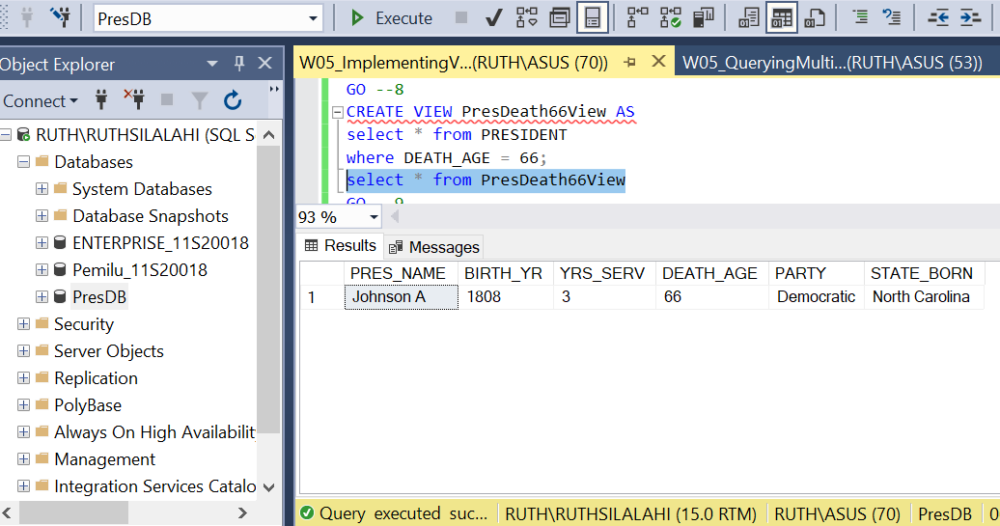 PresDB
Execute
Object Explorer
Connect
RUTH\RUTHSILALAHI (SQL S
Databases
System Databases
Database Snapshots
ENTERPRISE_11S20018
Pemilu_11S20018
PresDB
Security
Server Objects
Replication
PolyBase
Always On High Availabilit
Management
Integration Services Catalo
W05_ImplementingV...(RUTH\ASUS (70))
W05_QueryingMulti...(RUTH\ASUS (53))
GO --8
CREATE VIEW PresDeath66View AS
select * from PRESIDENT
where DEATH_AGE = 66;
select * from PresDeath66View
GO --9
93 %
Results Messages
PRES_NAME BIRTH_YR YRS_SERV DEATH_AGE PARTY STATE_BORN
1 Johnson A 1808 3 66 Democratic North Carolina
Query executed suc... RUTH\RUTHSILALAHI (15.0 RTM) RUTH\ASUS (70) PresDB 0